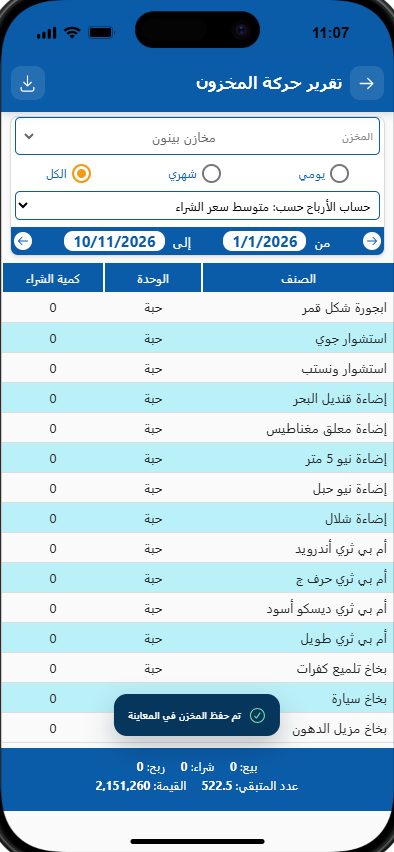 11:07
تقرير حركة المخزون
المخزن
مخازن بينون
يومي شهري الكل
حساب الأرباح حسب: متوسط سعر الشراء
من 1/1/2026 إلى 10/11/2026
الصنف الوحدة كمية الشراء
ابجورة شكل قمر حبة 0
استشوار جوي حبة 0
استشوار ونستب حبة 0
إضاءة قنديل البحر حبة 0
إضاءة معلق مغناطيس حبة 0
إضاءة نيو 5 متر حبة 0
إضاءة نيو حبل حبة 0
إضاءة شلال حبة 0
أم بي ثري أندرويد حبة 0
أم بي ثري حرف ج حبة 0
أم بي ثري ديسكو أسود حبة 0
أم بي ثري طويل حبة 0
بخاخ تلميع كفرات حبة 0
بخاخ سيارة 0
تم حفظ المخزن في المعاينة
بخاخ مزيل الدهون 0
بيع: 0 شراء: 0 ربح: 0
عدد المتبقي: 522.5 القيمة: 2,151,260